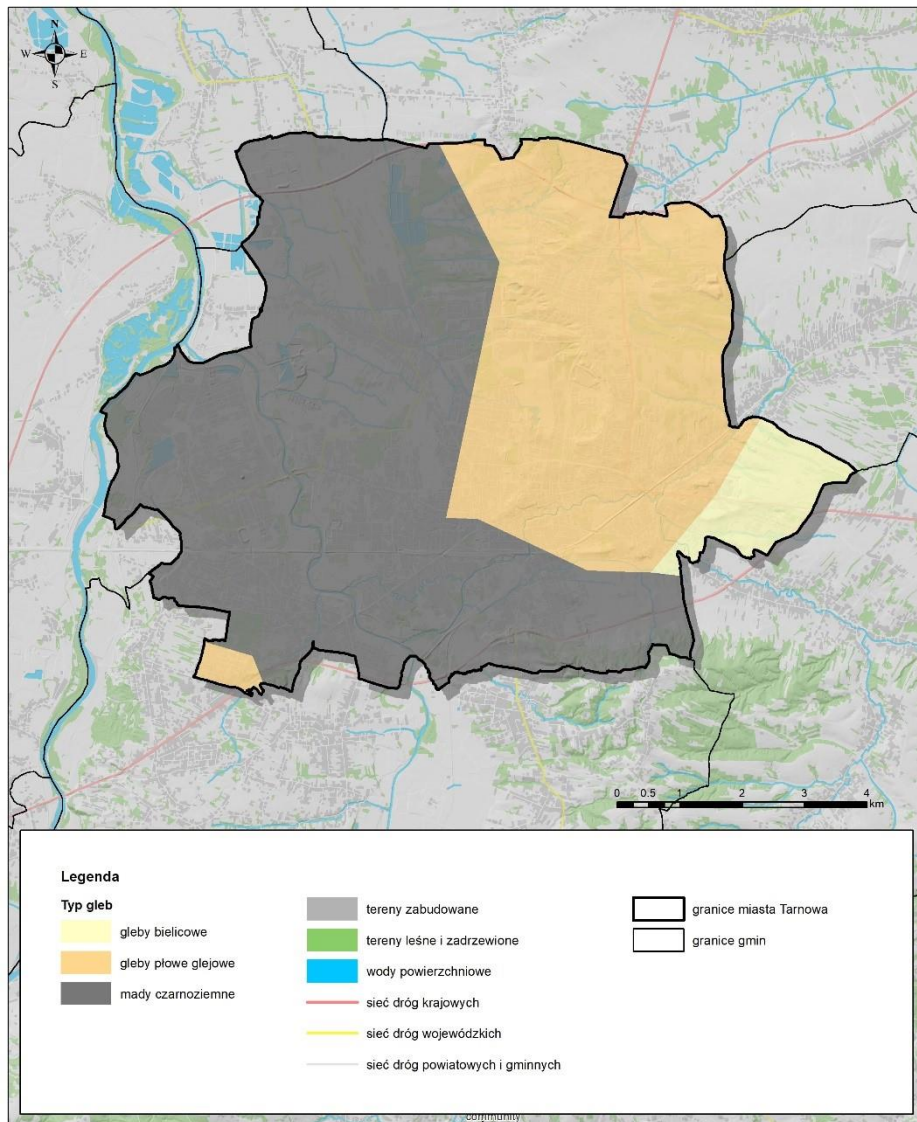 N
W E
S
0 0.5 1 2 3 4
km
Legenda
Typ gleb
gleby bielicowe
gleby płowe glejowe
mady czarnoziemne
tereny zabudowane
tereny leśne i zadrzewione
wody powierzchniowe
sieć dróg krajowych
sieć dróg wojewódzkich
sieć dróg powiatowych i gminnych
granice miasta Tarnowa
granice gmin
community